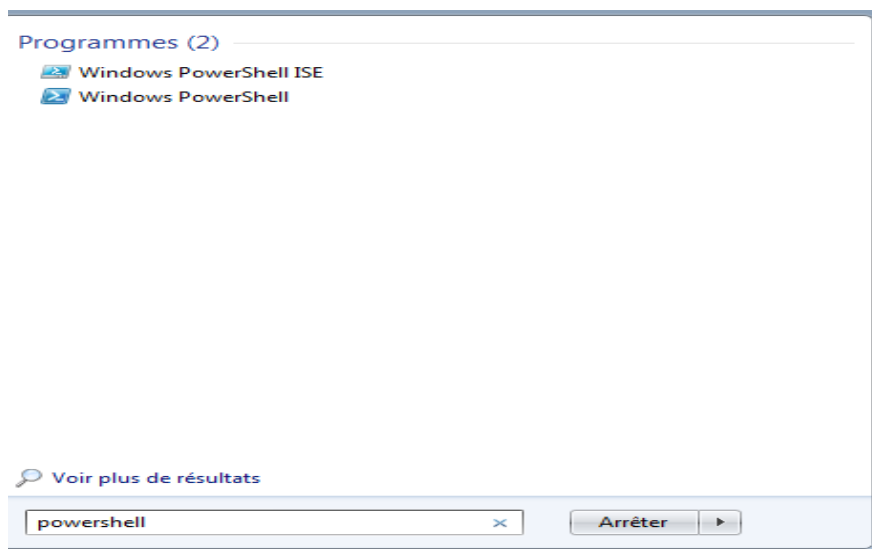 Programmes (2)
Windows PowerShell ISE
Windows PowerShell
Voir plus de résultats
powershell
Arrêter